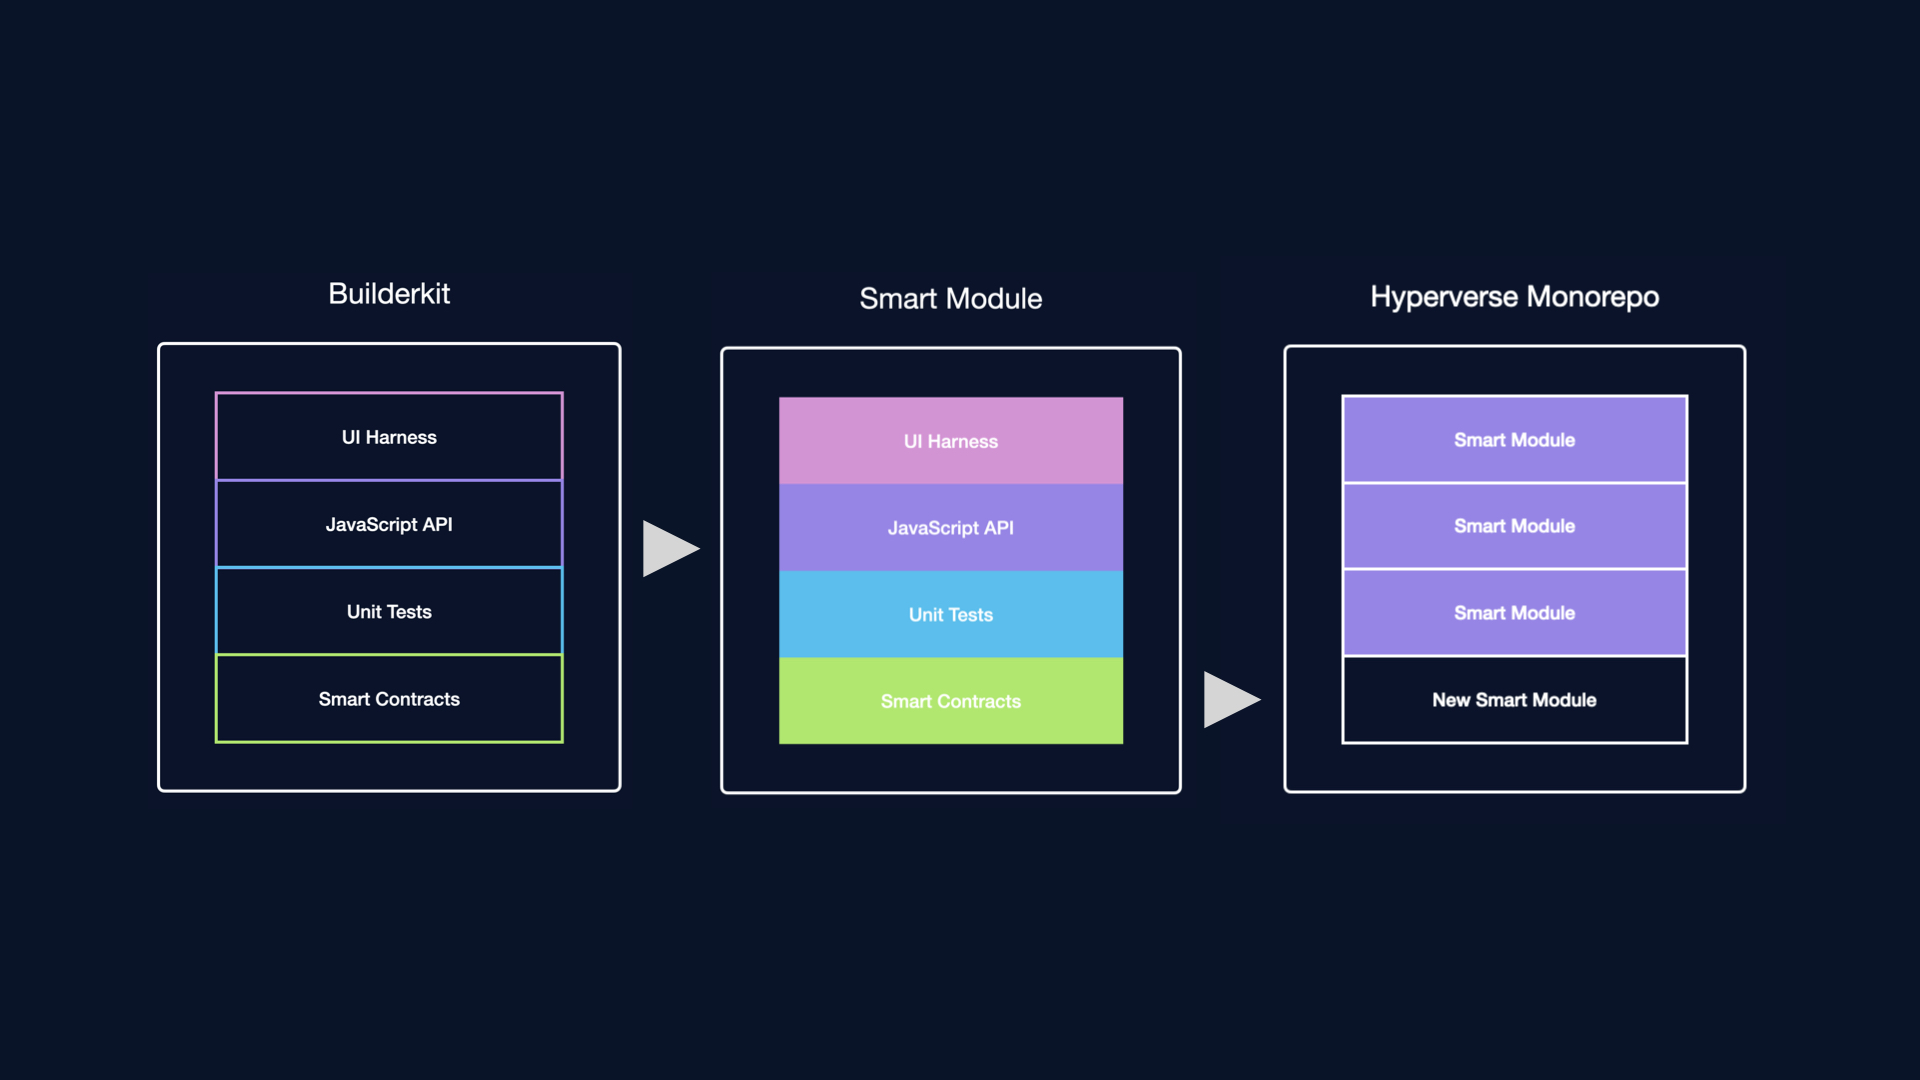 Builderkit
UI Harness
JavaScript API
Unit Tests
Smart Contracts
Smart Module
UI Harness
JavaScript API
Unit Tests
Smart Contracts
Hyperverse Monorepo
Smart Module
Smart Module
Smart Module
New Smart Module